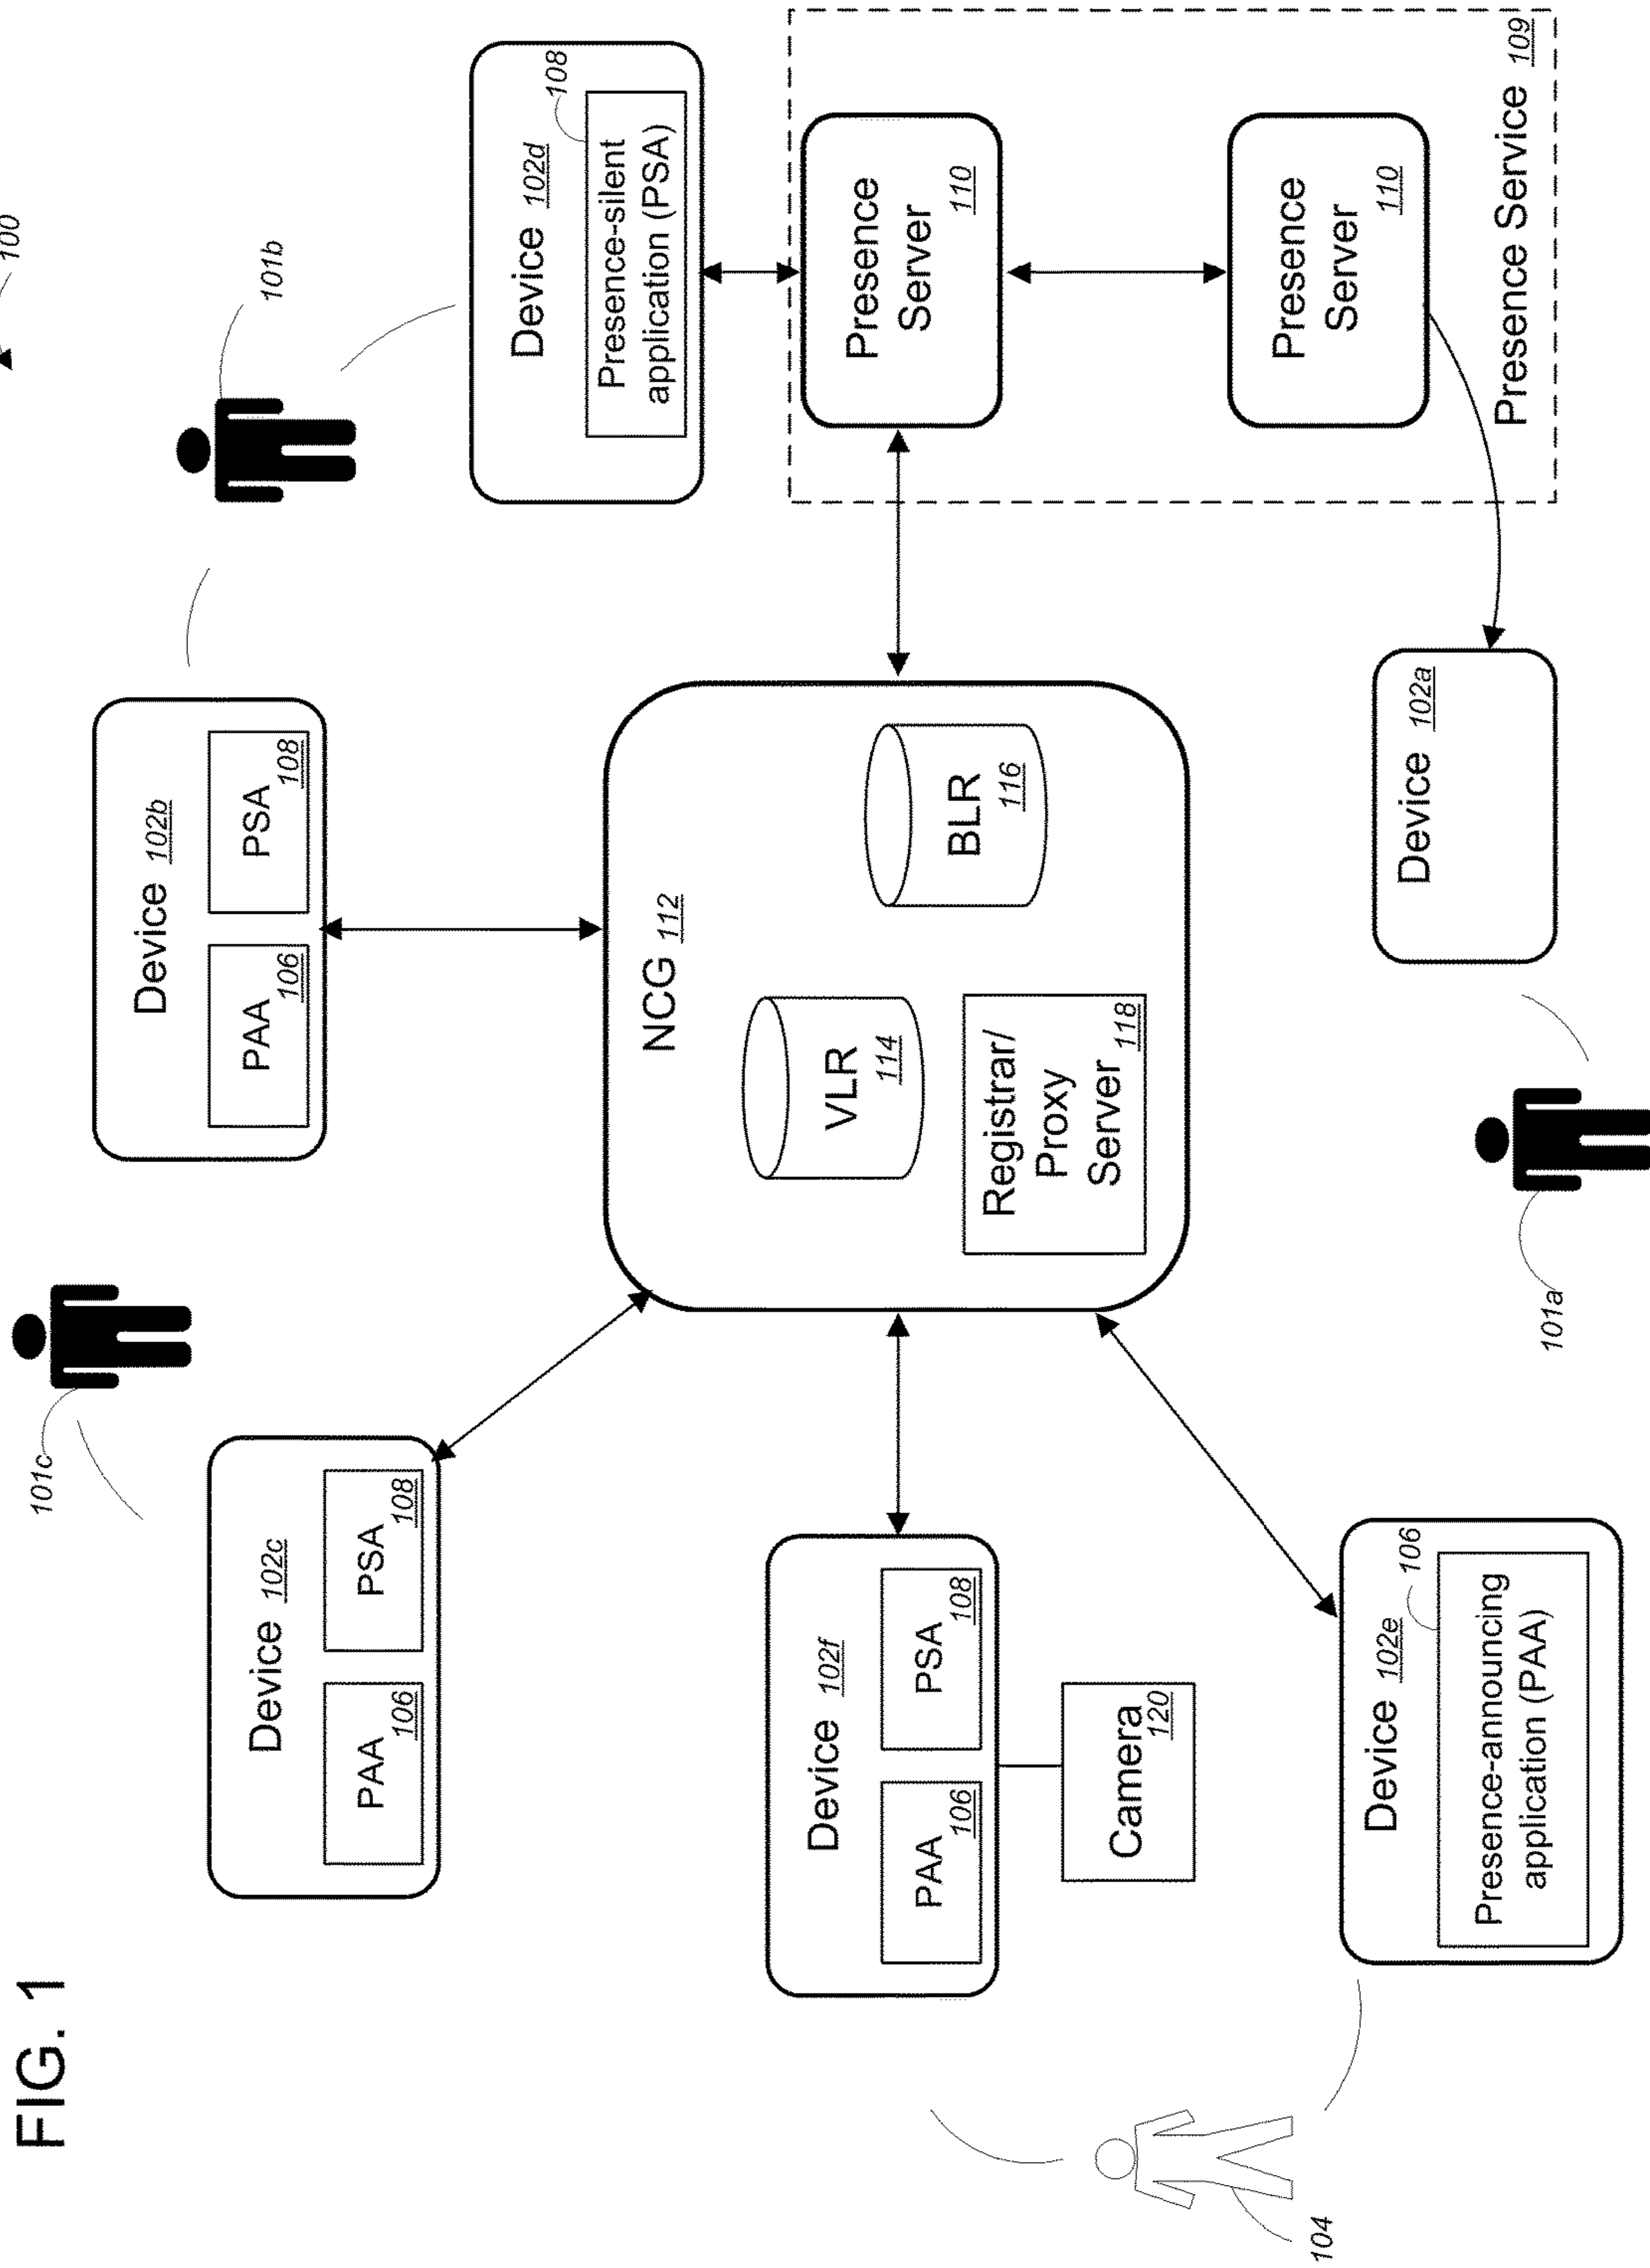 FIG. 1
100
101c
101b
Device 102c
PAA
106
PSA
108
Device 102b
PAA
106
PSA
108
Device 102d
108
Presence-silent
application (PSA)
Device 102f
PAA
106
PSA
108
Camera
120
NCG 112
VLR
114
BLR
116
Registrar/
Proxy
Server
118
Presence
Server
110
Presence
Server
110
Presence Service 109
104
Device 102e
106
Presence-announcing
application (PAA)
101a
Device 102a